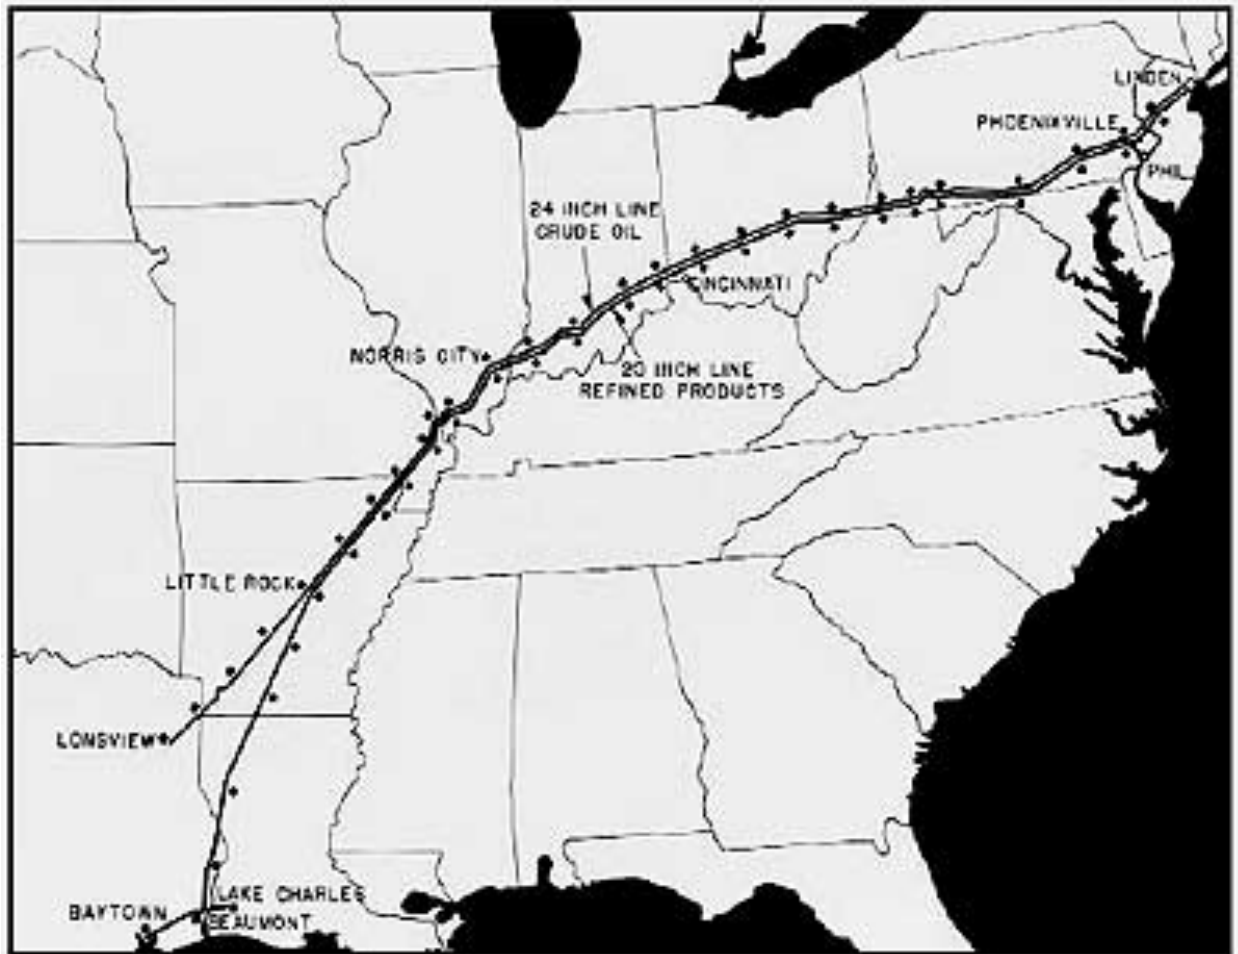 LINDEN
PHOENIXVILLE
PHIL
24 INCH LINE
CRUDE OIL
CINCINNATI
NORRIS CITY
20 INCH LINE
REFINED PRODUCTS
LITTLE ROCK
LONGVIEW
LAKE CHARLES
BAYTOWN
BEAUMONT